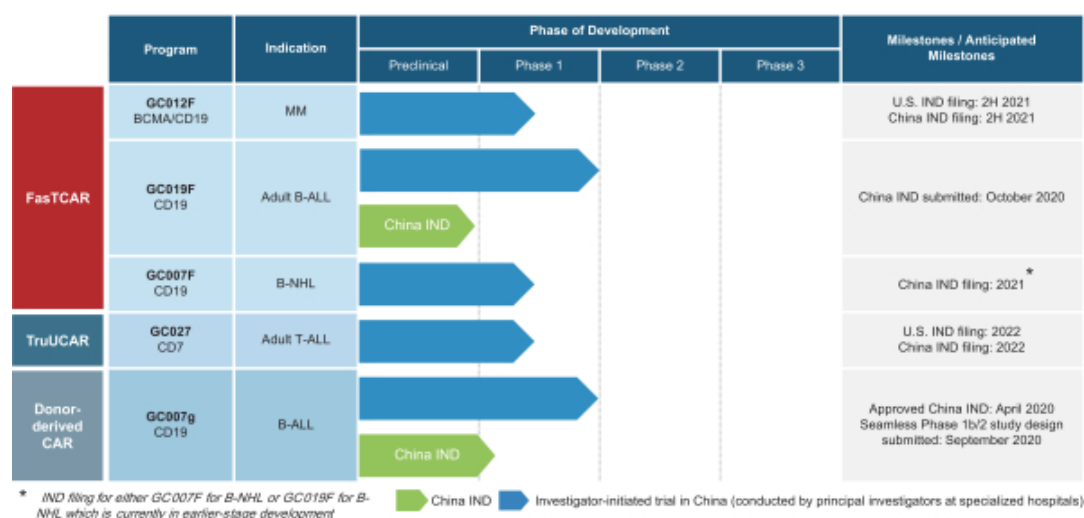 Program
Indication
Phase of Development
Milestones / Anticipated
Milestones
Preclinical
Phase 1
Phase 2
Phase 3
FasTCAR
GC012F
BCMA/CD19
MM
U.S. IND filing: 2H 2021
China IND filing: 2H 2021
GC019F
CD19
Adult B-ALL
China IND
China IND submitted: October 2020
GC007F
CD19
B-NHL
China IND filing: 2021*
TruUCAR
GC027
CD7
Adult T-ALL
U.S. IND filing: 2022
China IND filing: 2022
Donor-
derived
CAR
GC007g
CD19
B-ALL
China IND
Approved China IND: April 2020
Seamless Phase 1b/2 study design
submitted: September 2020
* IND filing for either GC007F for B-NHL or GC019F for B-
NHL which is currently in earlier-stage development
China IND
Investigator-initiated trial in China (conducted by principal investigators at specialized hospitals)